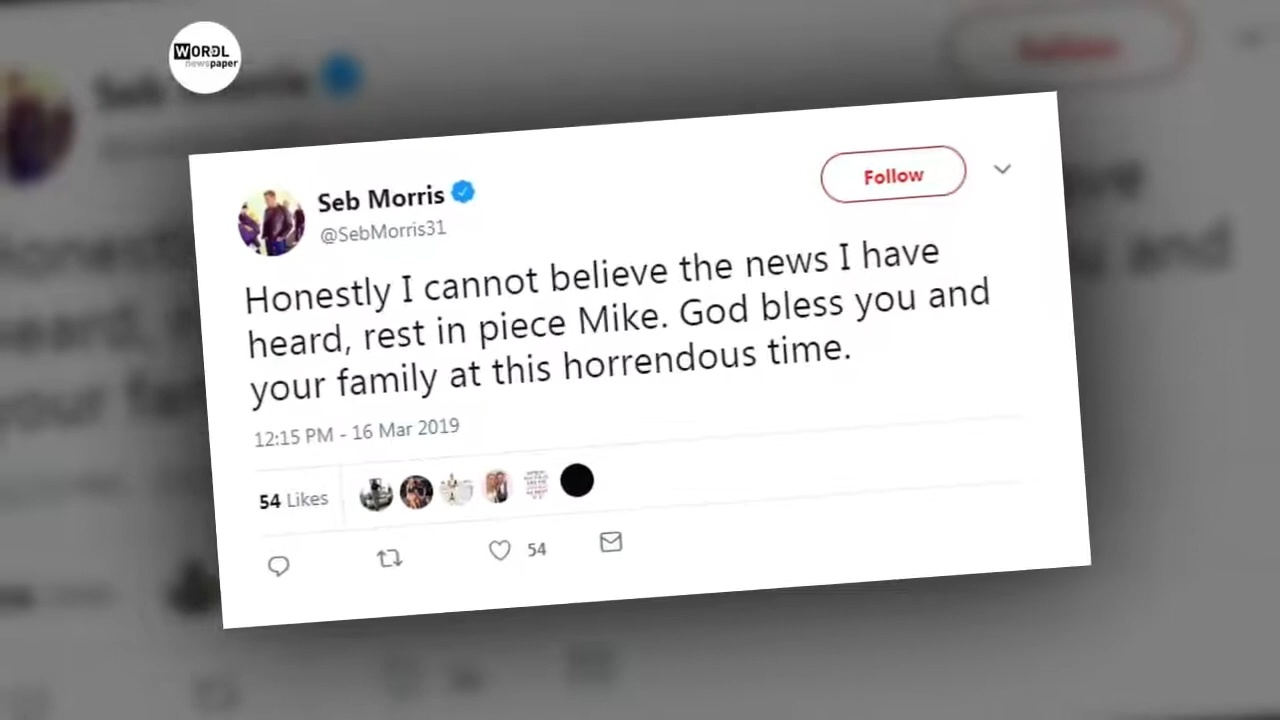 WORDL
newspaper
Seb Morris
@SebMorris31
Follow
Honestly I cannot believe the news I have
heard, rest in piece Mike. God bless you and
your family at this horrendous time.
12:15 PM - 16 Mar 2019
54 Likes
54